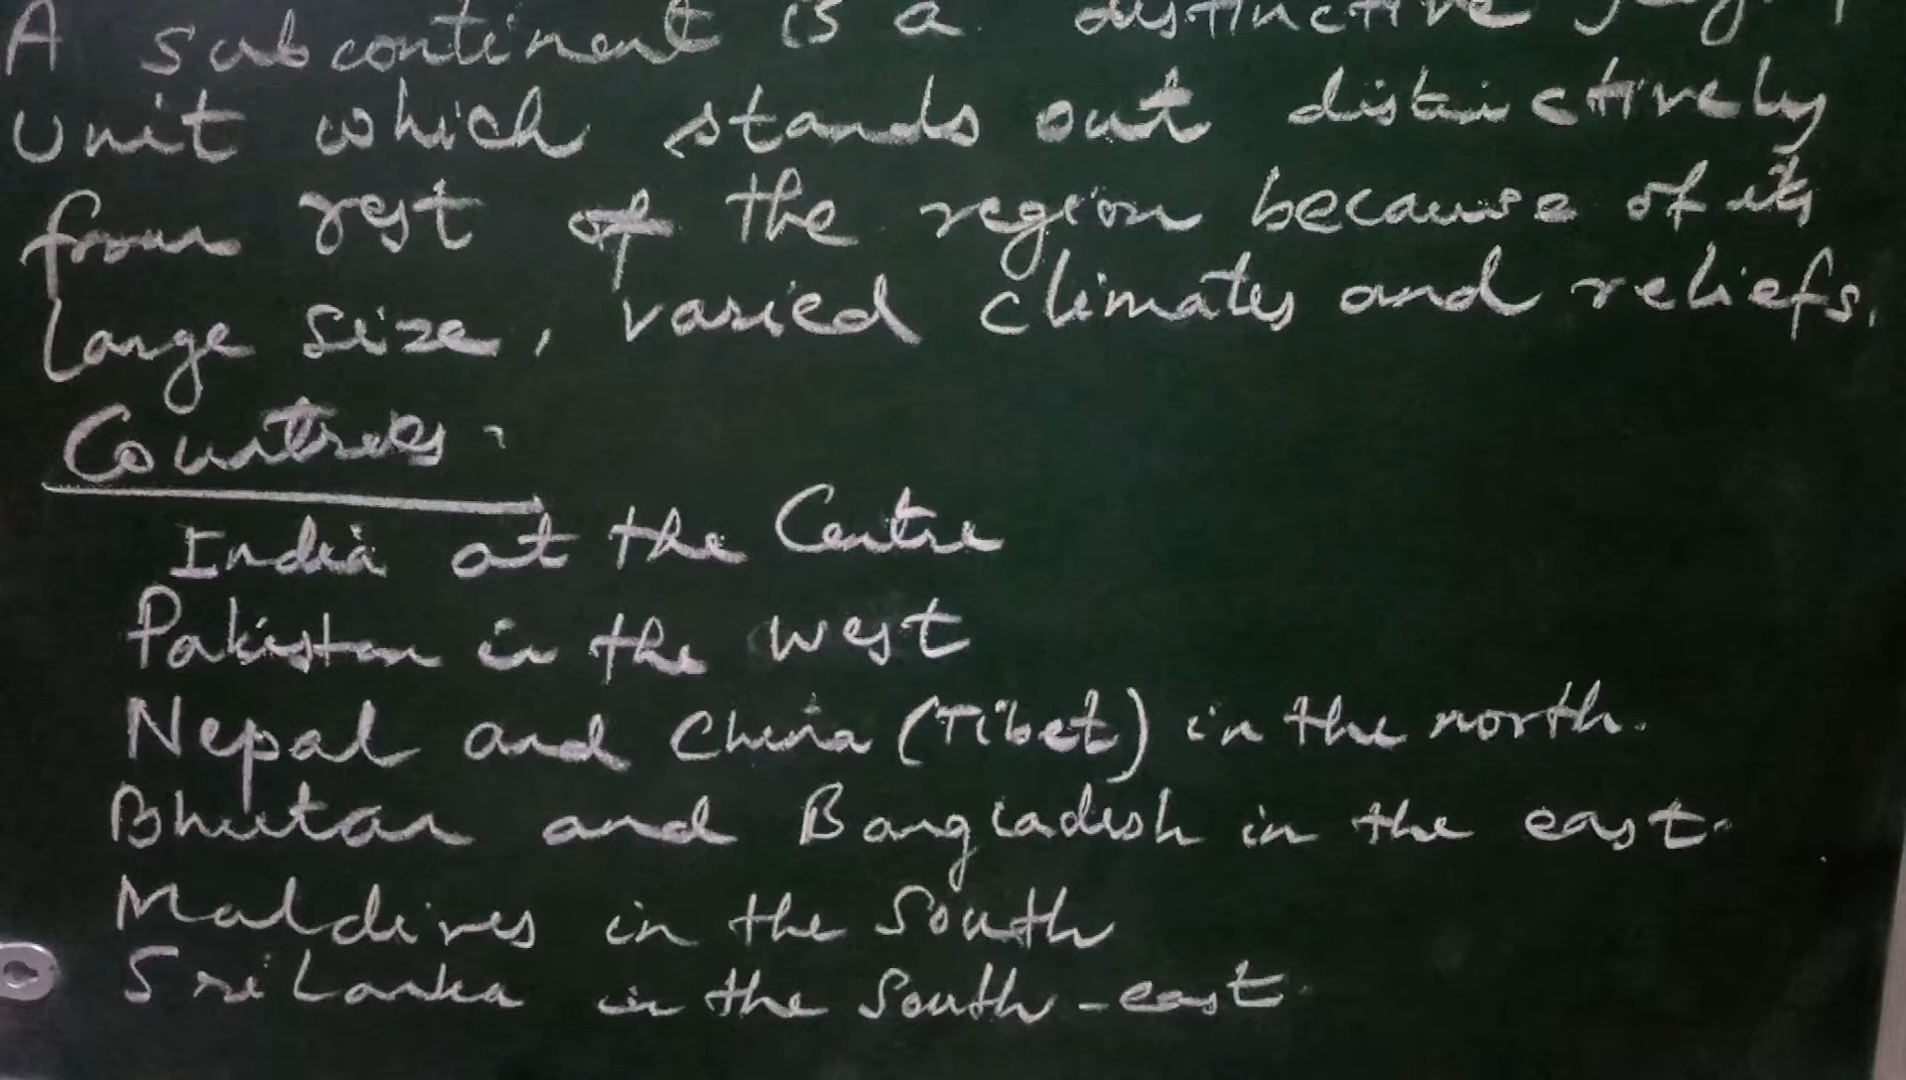 A subcontinent is a distinctive
Unit which stands out distinctively
from rest of the region because of its
large size, varied climates and reliefs.
Countries -
India at the Centre
Pakistan in the west
Nepal and China (Tibet) in the north.
Bhutan and Bangladesh in the east.
Maldives in the South
Sri Lanka in the South-east